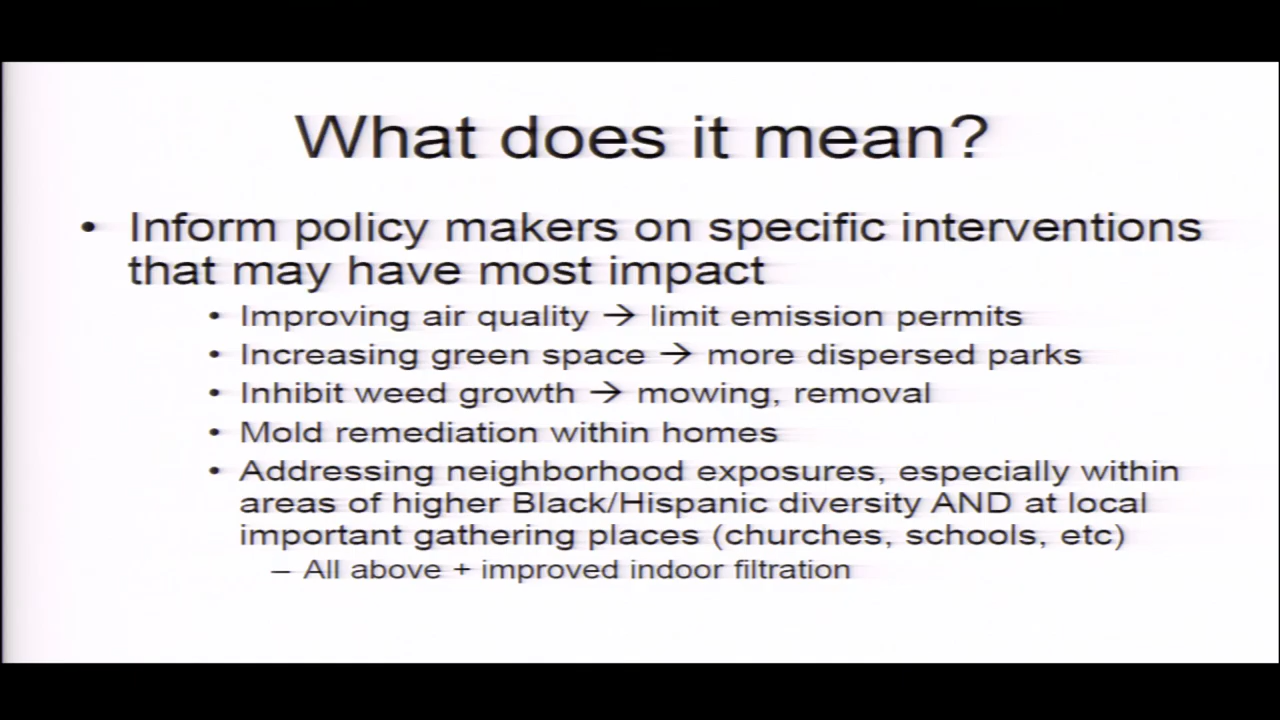 What does it mean?
• Inform policy makers on specific interventions
that may have most impact
• Improving air quality → limit emission permits
• Increasing green space → more dispersed parks
• Inhibit weed growth → mowing, removal
• Mold remediation within homes
• Addressing neighborhood exposures, especially within
areas of higher Black/Hispanic diversity AND at local
important gathering places (churches, schools, etc)
– All above + improved indoor filtration